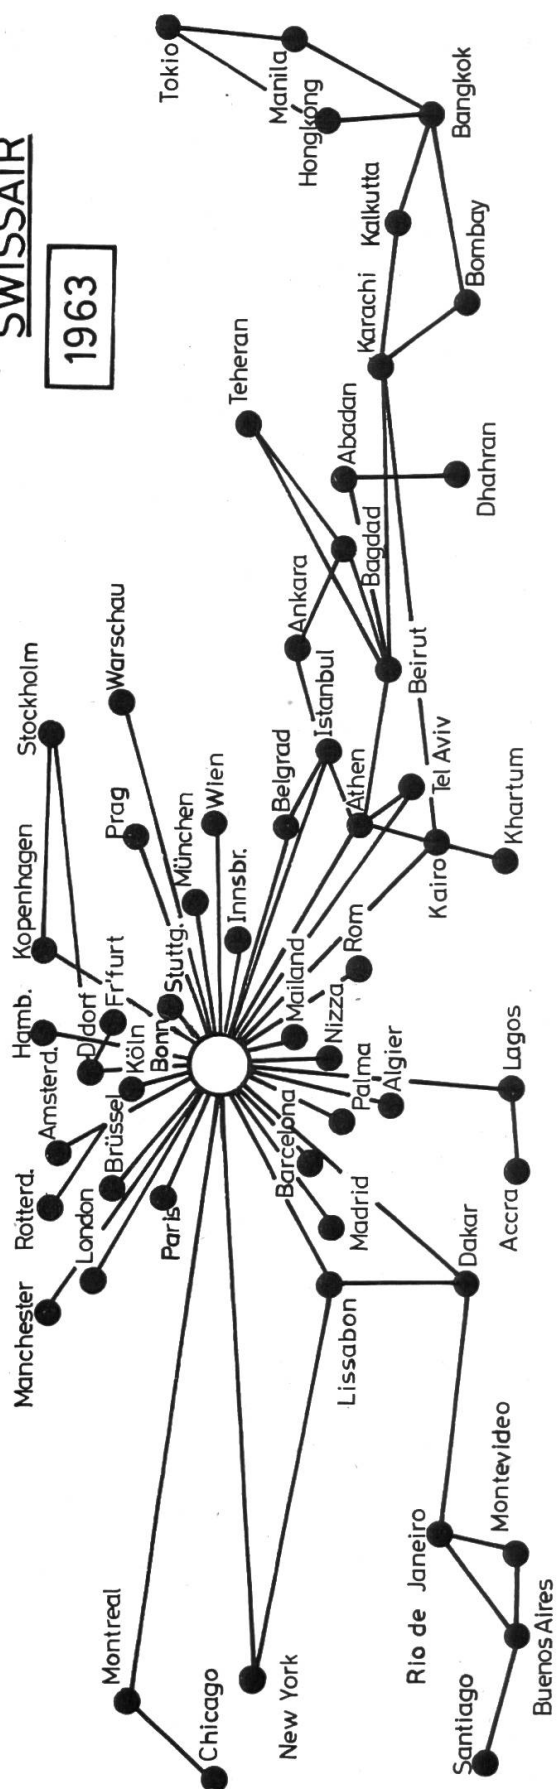 SWISSAIR
1963
Manchester
Rotterd.
Amsterd.
Hamb.
Kopenhagen
Stockholm
London
Brüssel
Köln
Bonn
D'dorf
Fr'furt
Stuttg.
Prag
München
Warschau
Wien
Innsbr.
Paris
Montreal
Chicago
New York
Lissabon
Madrid
Barcelona
Palma
Algier
Nizza
Mailand
Rom
Belgrad
Istanbul
Ankara
Athen
Tel Aviv
Beirut
Bagdad
Abadan
Teheran
Dhahran
Kairo
Khartum
Karachi
Kalkutta
Bombay
Bangkok
Hongkong
Manila
Tokio
Lagos
Accra
Dakar
Rio de Janeiro
Montevideo
Buenos Aires
Santiago